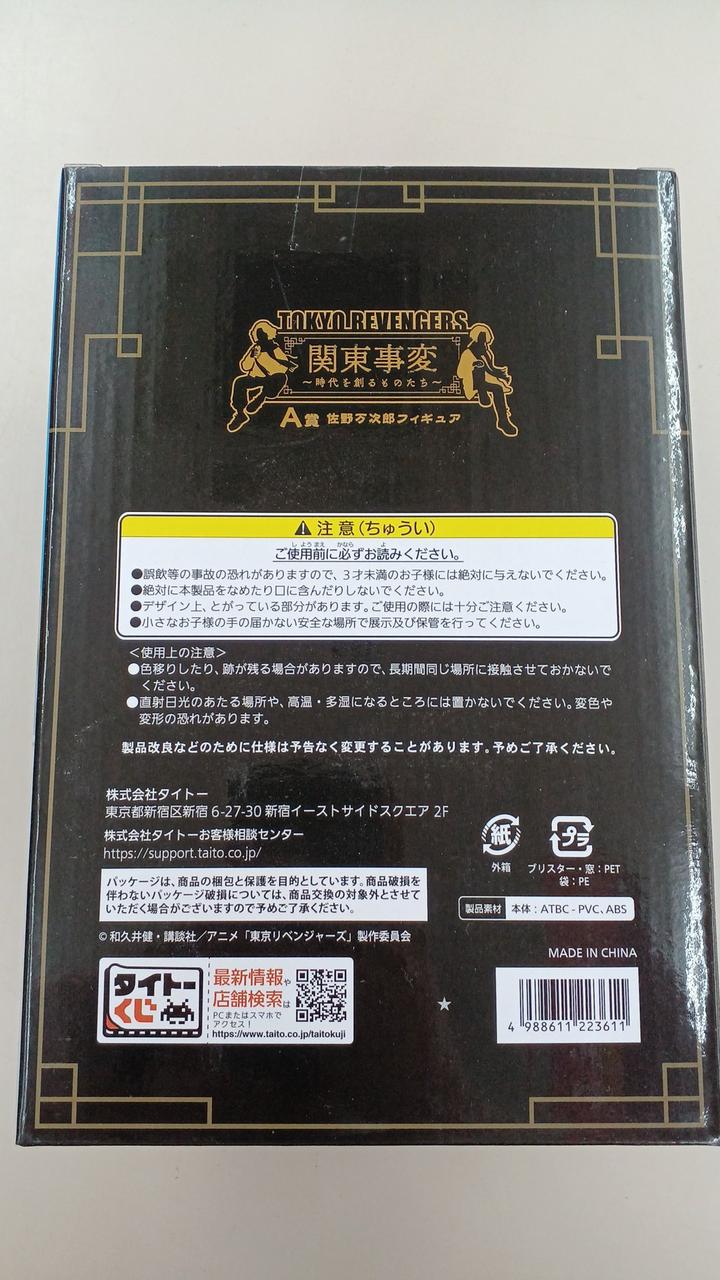 TOKYO REVENGERS
関東事変
～時代を創るものたち～
A賞 佐野万次郎フィギュア
注意(ちゅうい)
しようまえ かなら よ
ご使用前に必ずお読みください。
●誤飲等の事故の恐れがありますので、3才未満のお子様には絶対に与えないでください。
●絶対に本製品をなめたり口に含んだりしないでください。
●デザイン上、とがっている部分があります。ご使用の際には十分ご注意ください。
●小さなお子様の手の届かない安全な場所で展示及び保管を行ってください。
＜使用上の注意＞
●色移りしたり、跡が残る場合がありますので、長期間同じ場所に接触させておかないで
ください。
●直射日光のあたる場所や、高温・多湿になるところには置かないでください。変色や
変形の恐れがあります。
製品改良などのために仕様は予告なく変更することがあります。予めご了承ください。
株式会社タイトー
東京都新宿区新宿 6-27-30 新宿イーストサイドスクエア 2F
株式会社タイトーお客様相談センター
https://support.taito.co.jp/
紙
外箱
プラ
ブリスター・窓：PET
袋：PE
パッケージは、商品の梱包と保護を目的としています。商品破損を
伴わないパッケージ破損については、商品交換の対象外とさせて
いただく場合がございますので予めご了承ください。
製品素材 本体：ATBC-PVC、ABS
© 和久井健・講談社／アニメ「東京リベンジャーズ」製作委員会
MADE IN CHINA
タイトー
くじ
最新情報や
店舗検索は
PCまたはスマホで
アクセス！
https://www.taito.co.jp/taitokuji
4 988611 223611